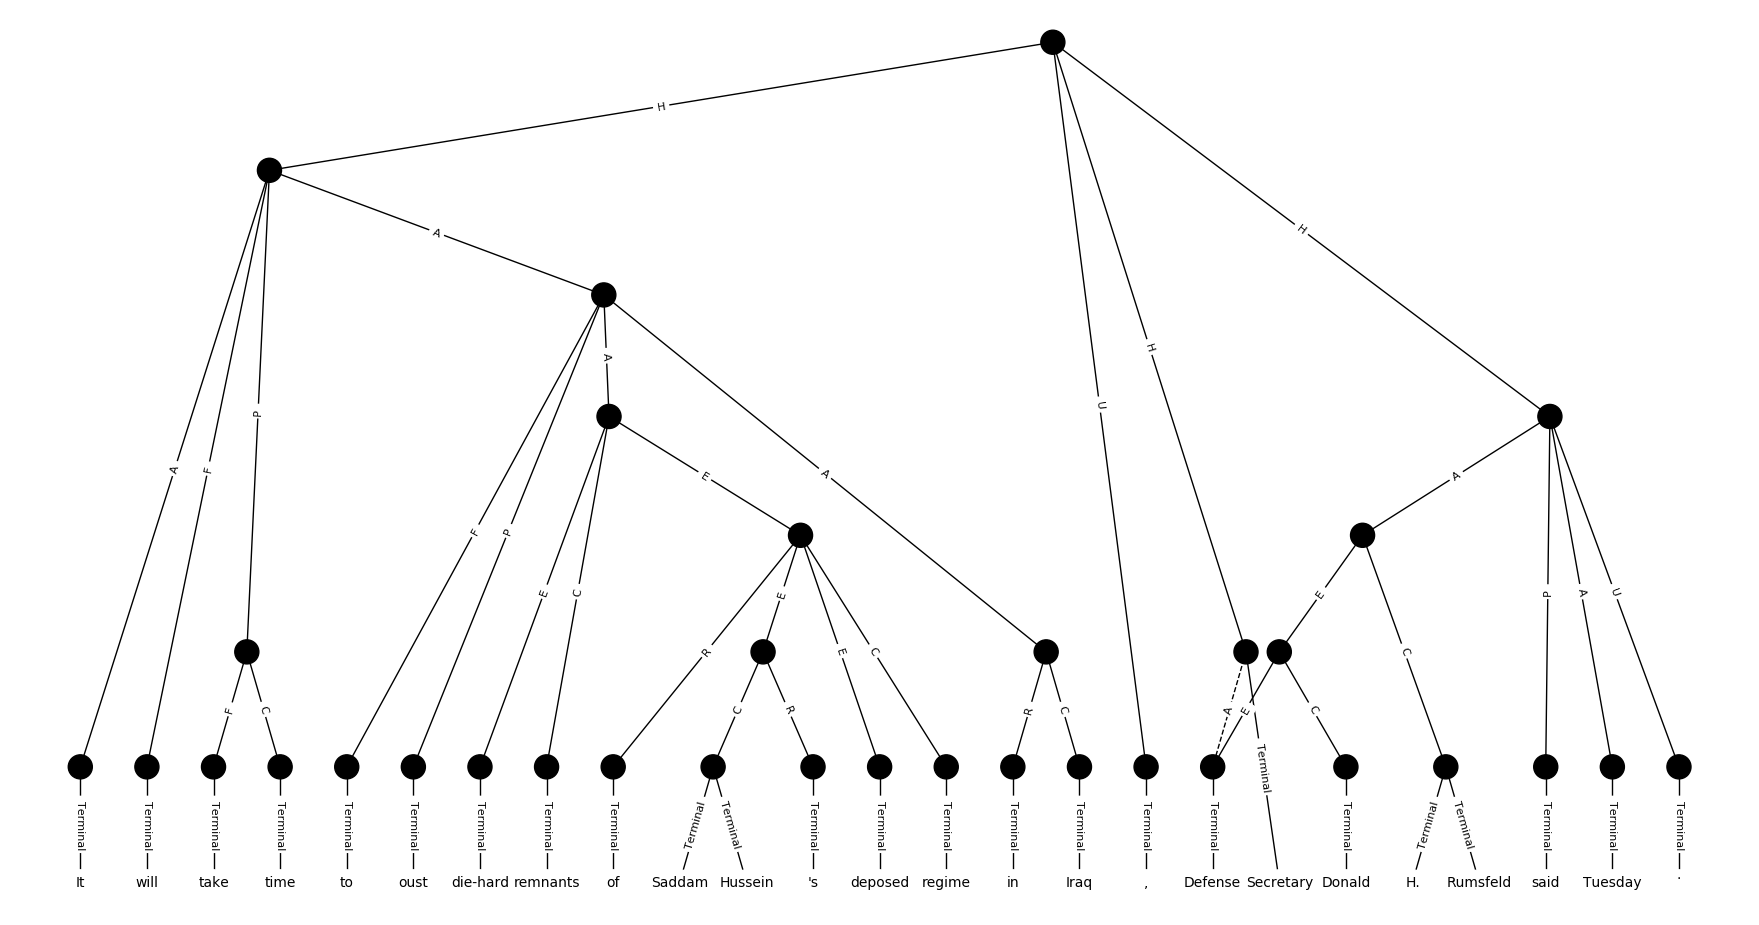 H
A
H
A
H
U
P
A
A
F
A
E
F
P
E
C
E
P
A
U
E
R
E
C
C
F
C
C
R
R
C
A
E
C
Terminal Terminal Terminal Terminal Terminal Terminal Terminal Terminal Terminal Terminal Terminal Terminal Terminal Terminal Terminal Terminal Terminal Terminal Terminal Terminal Terminal Terminal Terminal Terminal Terminal
It will take time to oust die-hard remnants of Saddam Hussein 's deposed regime in Iraq , Defense Secretary Donald H. Rumsfeld said Tuesday .